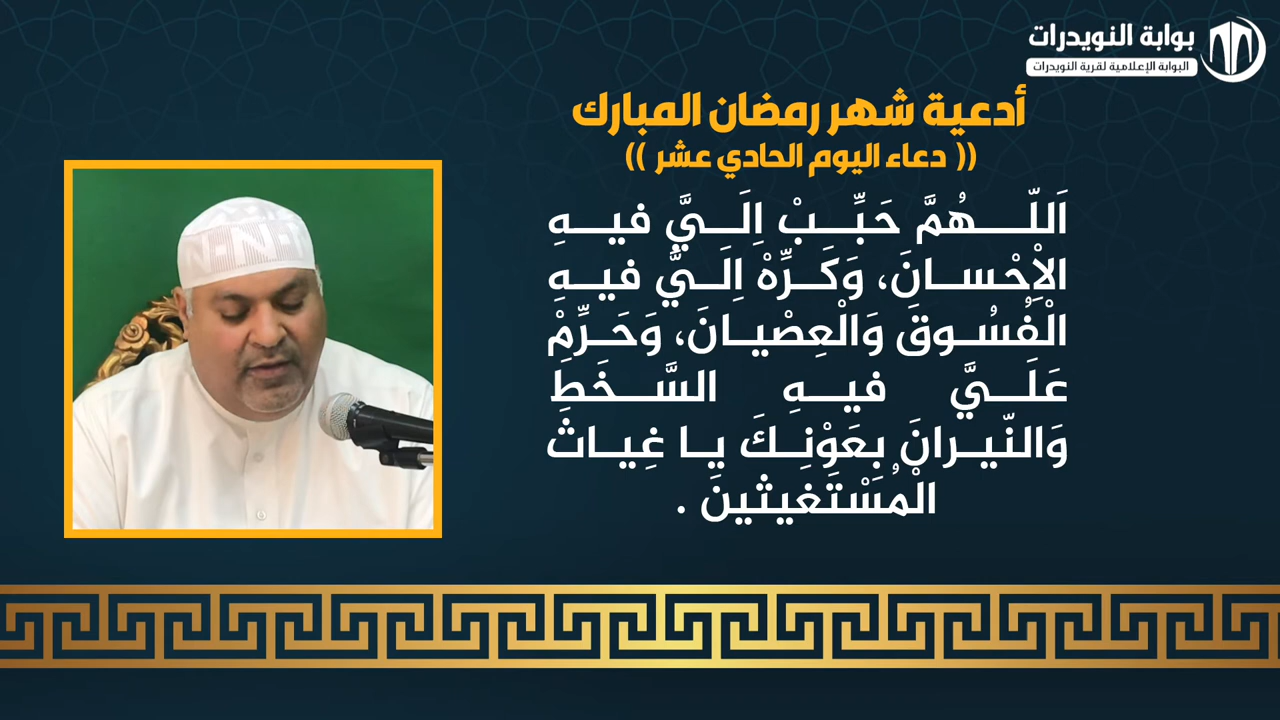 بوابة النويدرات
البوابة الإعلامية لقرية النويدرات
أدعية شهر رمضان المبارك
(( دعاء اليوم الحادي عشر ))
اَللّـهُمَّ حَبِّـبْ اِلَـيَّ فيـهِ
الاِْحْسـانَ، وَكَـرِّهْ اِلَـيَّ فيـهِ
الْفُسُـوقَ وَالْعِصْيـانَ، وَحَـرِّمْ
عَلَـيَّ فيـهِ السَّـخَطَ
وَالنّيـرانَ بِعَوْنِـكَ يـا غِيـاثَ
الْمُسْتَغيثينَ .